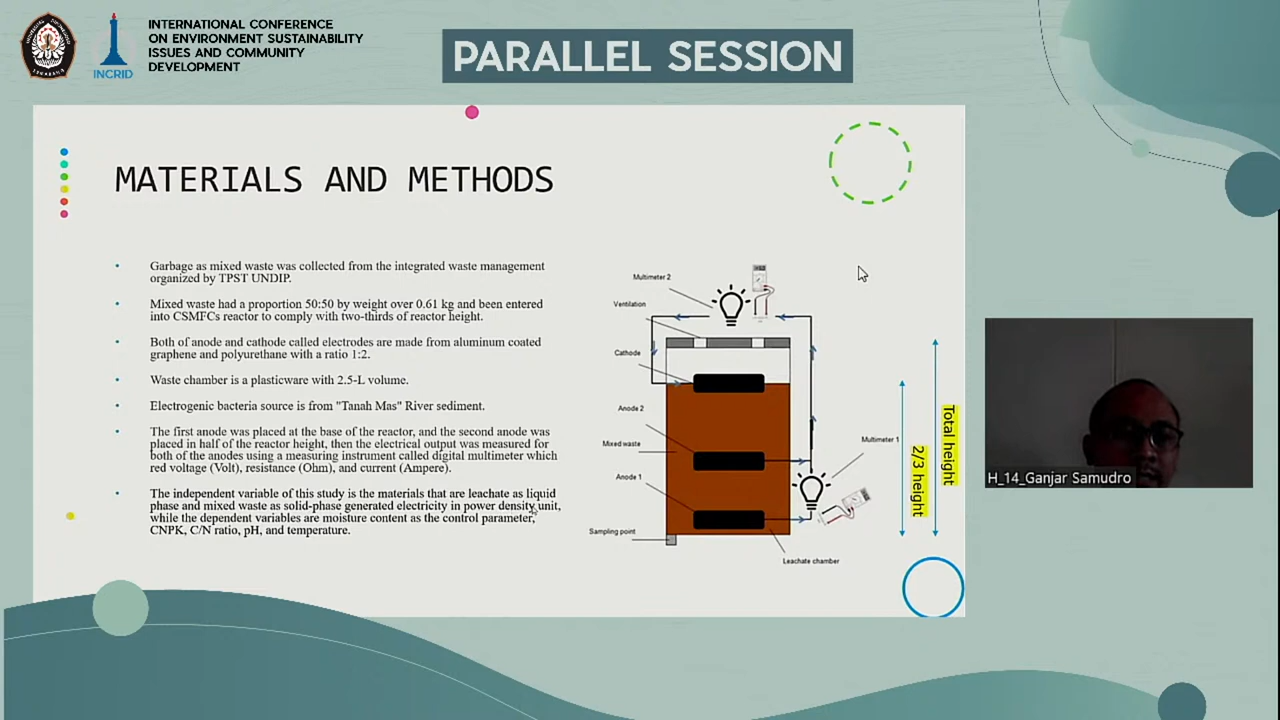 INTERNATIONAL CONFERENCE
ON ENVIRONMENT SUSTAINABILITY
ISSUES AND COMMUNITY
DEVELOPMENT
INCRID
PARALLEL SESSION
MATERIALS AND METHODS
• Garbage as mixed waste was collected from the integrated waste management
organized by TPST UNDIP.
• Mixed waste had a proportion 50:50 by weight over 0.61 kg and been entered
into CSMFCs reactor to comply with two-thirds of reactor height.
• Both of anode and cathode called electrodes are made from aluminum coated
graphene and polyurethane with a ratio 1:2.
• Waste chamber is a plasticware with 2.5-L volume.
• Electrogenic bacteria source is from "Tanah Mas" River sediment.
• The first anode was placed at the base of the reactor, and the second anode was
placed in half of the reactor height, then the electrical output was measured for
both of the anodes using a measuring instrument called digital multimeter which
red voltage (Volt), resistance (Ohm), and current (Ampere).
• The independent variable of this study is the materials that are leachate as liquid
phase and mixed waste as solid-phase generated electricity in power density unit,
while the dependent variables are moisture content as the control parameter,
CNPK, C/N ratio, pH, and temperature.
Multimeter 2
Ventilation
Cathode
Anode 2
Mixed waste
Anode 1
Sampling point
Multimeter 1
Leachate chamber
2/3 height
Total height
H_14_Ganjar Samudro